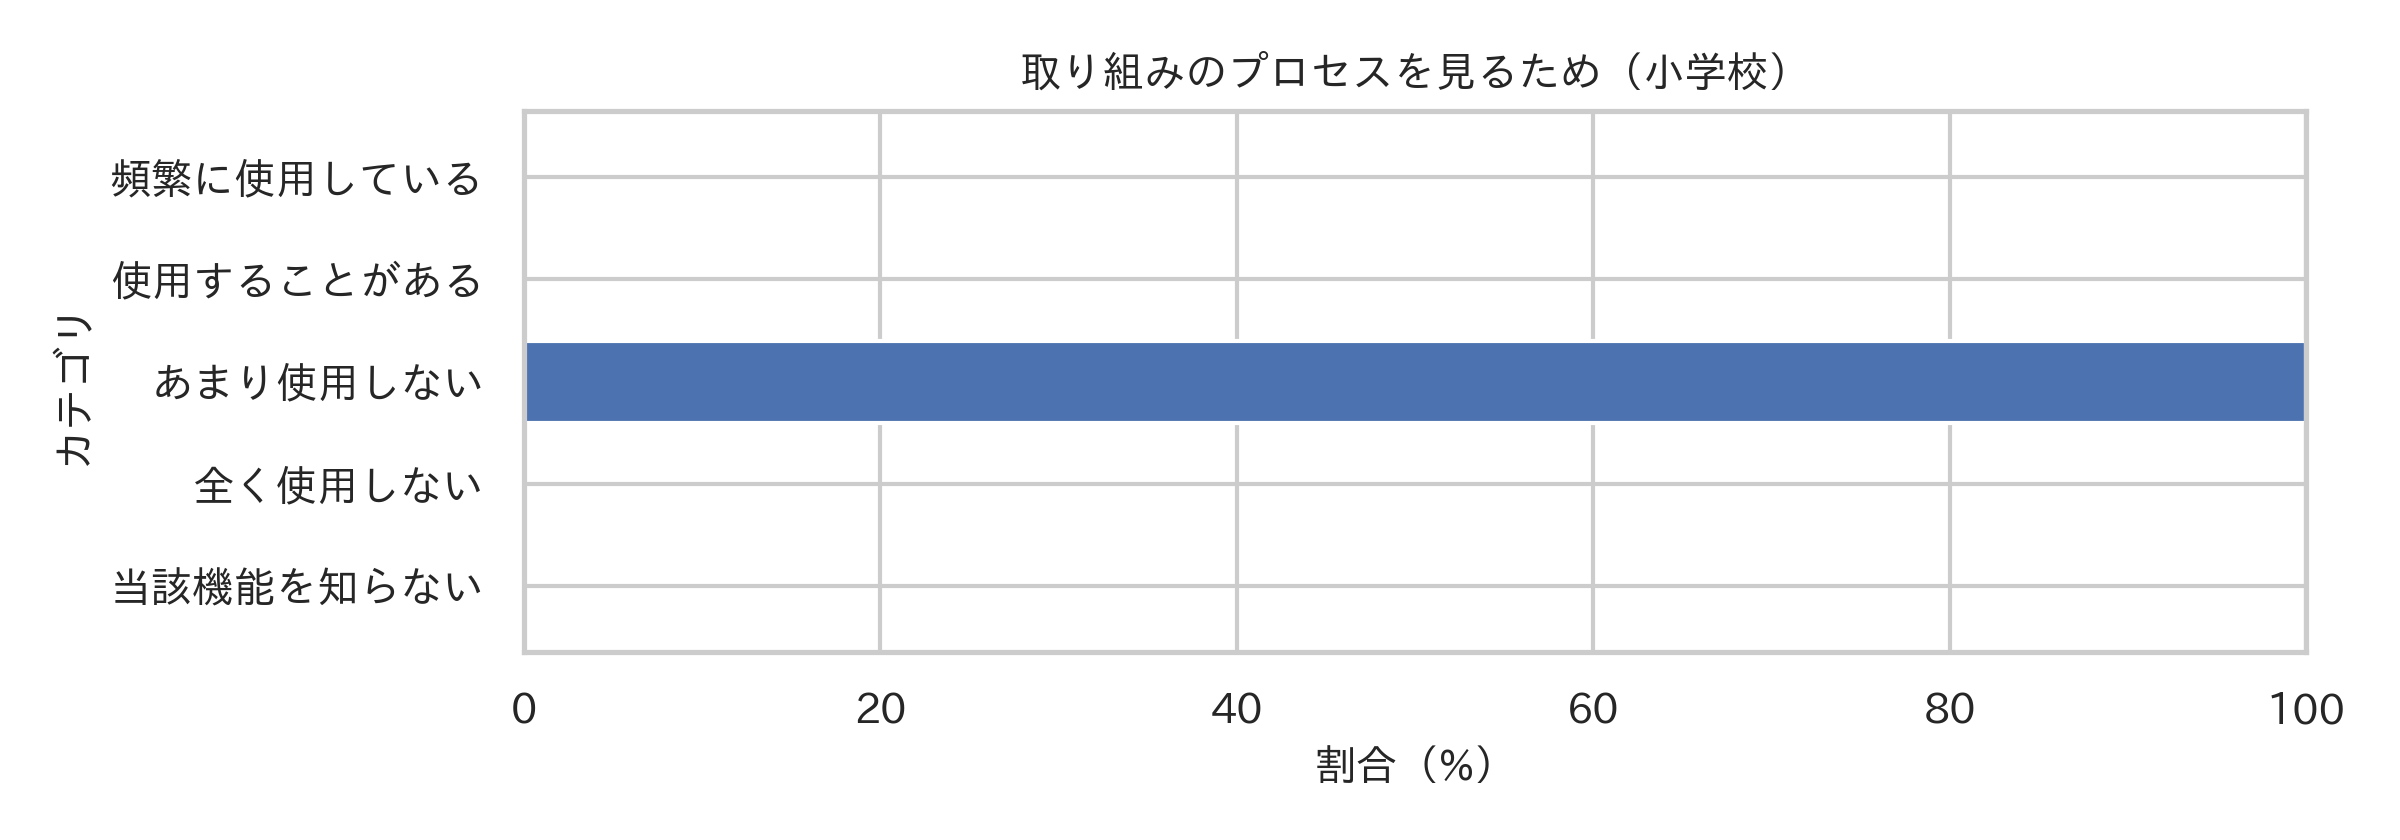 取り組みのプロセスを見るため（小学校）
カテゴリ
頻繁に使用している
使用することがある
あまり使用しない
全く使用しない
当該機能を知らない
0 20 40 60 80 100
割合（%）